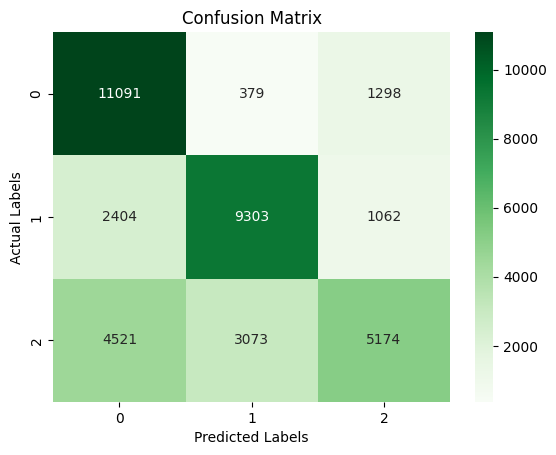 Confusion Matrix
Actual Labels
0
11091 379 1298
1
2404 9303 1062
2
4521 3073 5174
0 1 2
Predicted Labels
10000
8000
6000
4000
2000